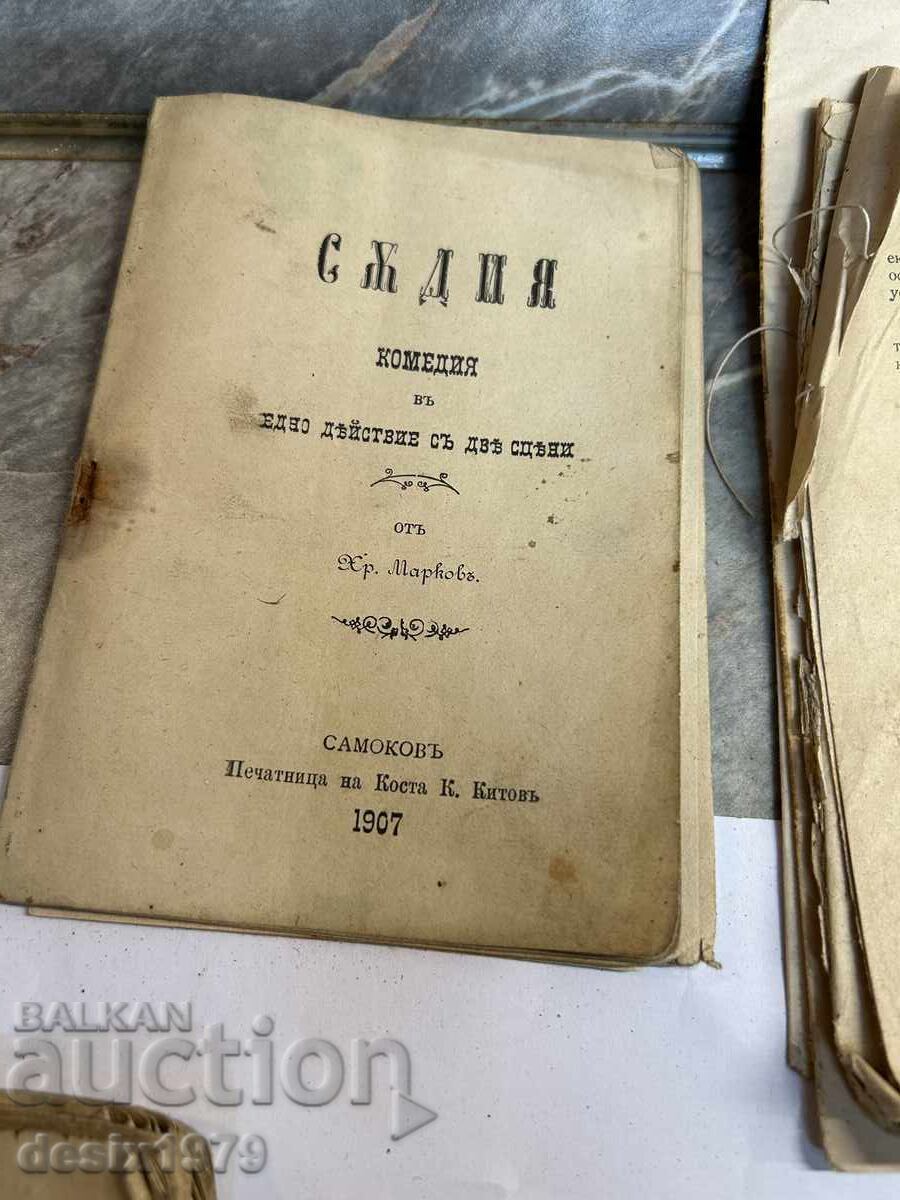 СѪДИЯ
КОМЕДИЯ
ВЪ
ЕДНО ДѢЙСТВИЕ СЪ ДВѢ СЦѢНИ
ОТЪ
Хр. Марковъ.
САМОКОВЪ
Печатница на Коста К. Китовъ
1907
BALKAN
auction
desix1979